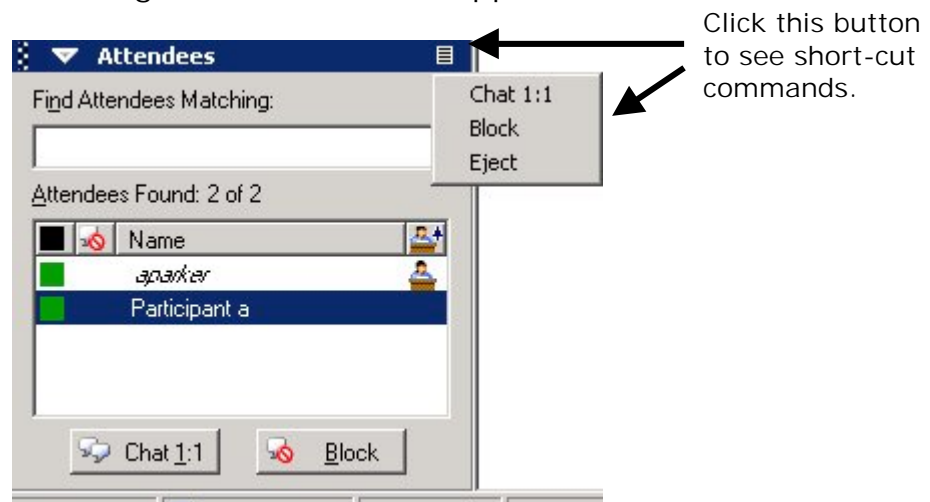 Click this button
to see short-cut
commands.
Attendees
Find Attendees Matching:
Chat 1:1
Block
Eject
Attendees Found: 2 of 2
Name
aparker
Participant a
Chat 1:1
Block